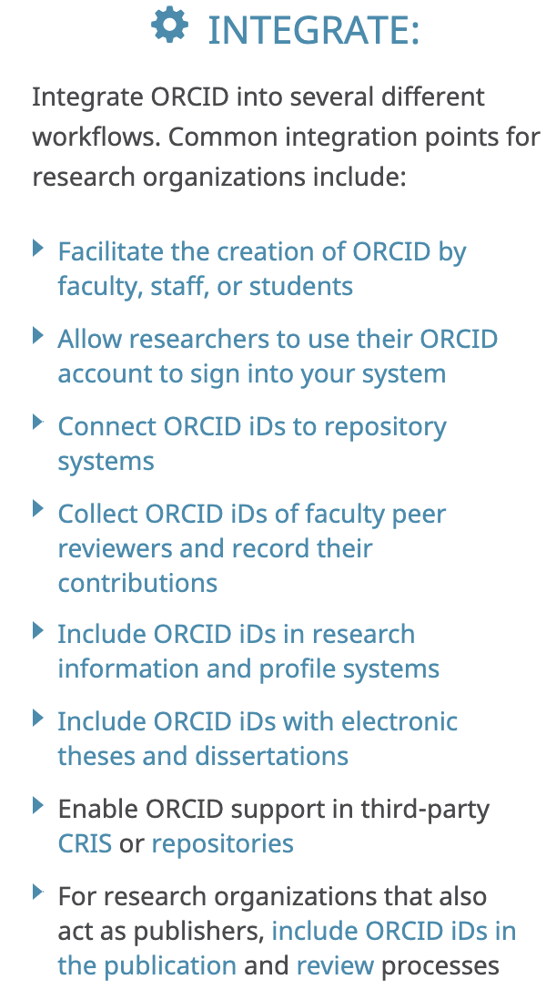 INTEGRATE:
Integrate ORCID into several different
workflows. Common integration points for
research organizations include:
Facilitate the creation of ORCID by
faculty, staff, or students
Allow researchers to use their ORCID
account to sign into your system
Connect ORCID iDs to repository
systems
Collect ORCID iDs of faculty peer
reviewers and record their
contributions
Include ORCID iDs in research
information and profile systems
Include ORCID iDs with electronic
theses and dissertations
Enable ORCID support in third-party
CRIS or repositories
For research organizations that also
act as publishers, include ORCID iDs in
the publication and review processes